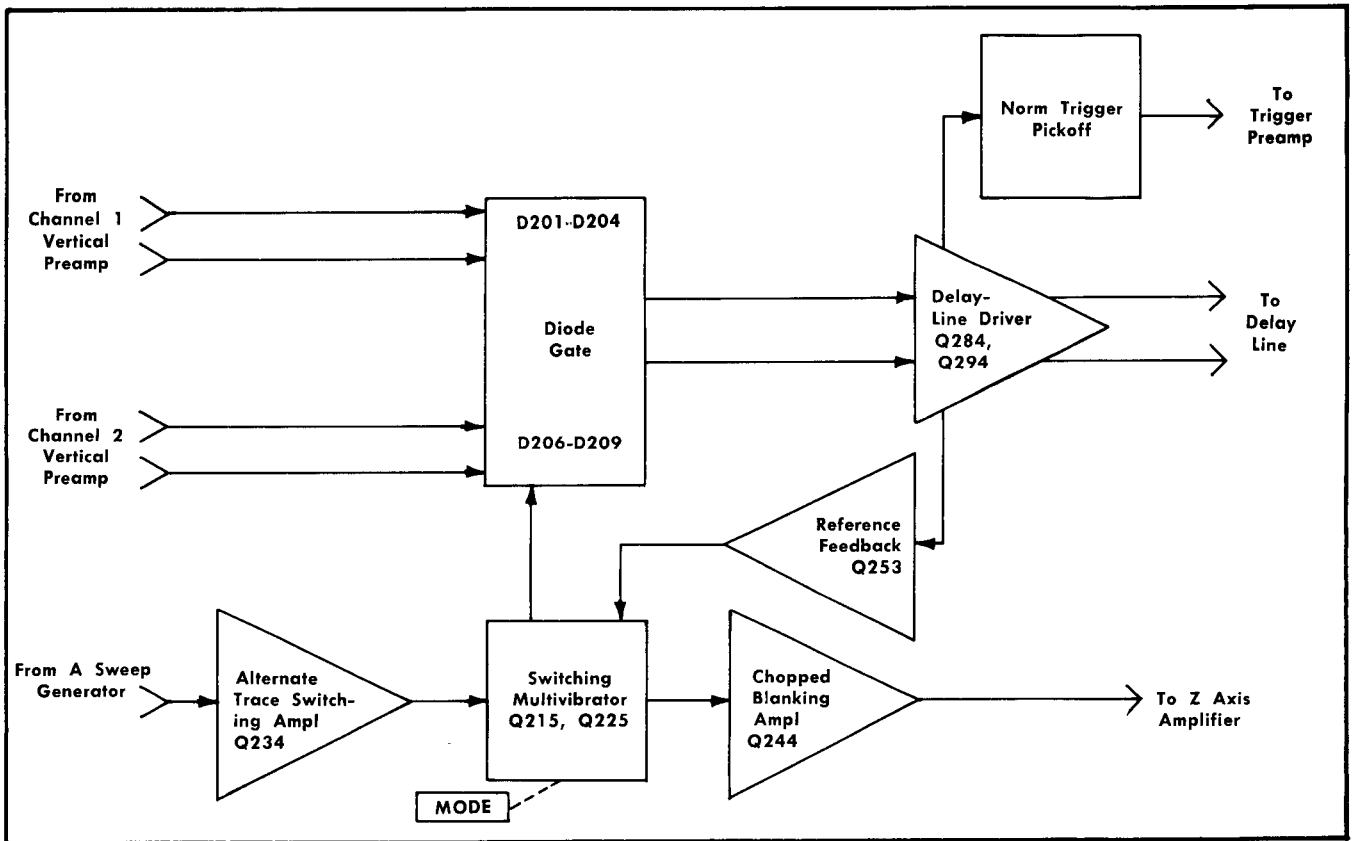 Norm Trigger
Pickoff
To
Trigger
Preamp
From
Channel 1
Vertical
Preamp
D201-D204
Diode
Gate
D206-D209
Delay-
Line Driver
Q284,
Q294
To
Delay
Line
From
Channel 2
Vertical
Preamp
Reference
Feedback
Q253
From A Sweep
Generator
Alternate
Trace Switch-
ing Ampl
Q234
Switching
Multivibrator
Q215, Q225
Chopped
Blanking
Ampl
Q244
To Z Axis
Amplifier
MODE